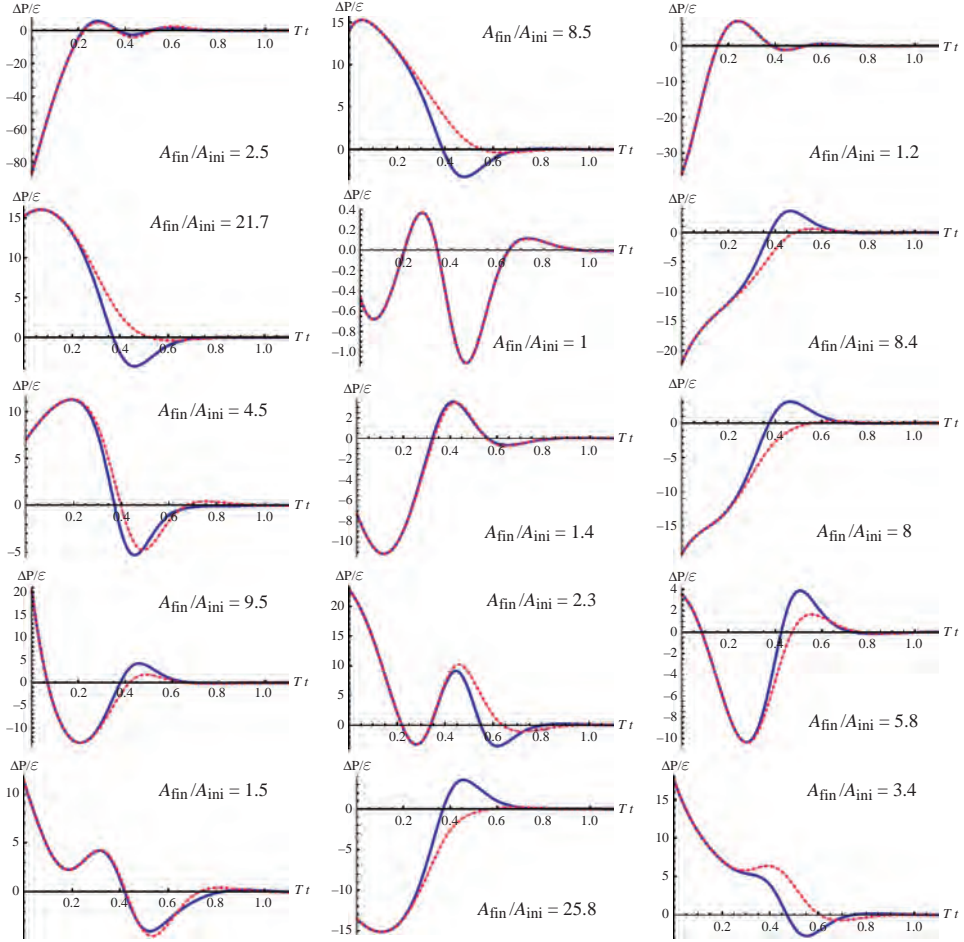 ΔP/ε
0
−20
−40
−60
−80
0.2 0.4 0.6 0.8 1.0 T t
A_fin/A_ini = 2.5
ΔP/ε
15
10
5
0
0.2 0.4 0.6 0.8 1.0 T t
A_fin/A_ini = 8.5
ΔP/ε
0
−10
−20
−30
0.2 0.4 0.6 0.8 1.0 T t
A_fin/A_ini = 1.2
ΔP/ε
15
10
5
0
0.2 0.4 0.6 0.8 1.0 T t
A_fin/A_ini = 21.7
ΔP/ε
0.4
0.2
0.0
0.2
0.4
0.6
−0.8
−1.0
0.2 0.4 0.6 0.8 1.0 T t
A_fin/A_ini = 1
ΔP/ε
0
−5
−10
−15
−20
0.2 0.4 0.6 0.8 1.0 T t
A_fin/A_ini = 8.4
ΔP/ε
10
5
0
−5
0.2 0.4 0.6 0.8 1.0 T t
A_fin/A_ini = 4.5
ΔP/ε
2
0
−2
−4
−6
−8
−10
0.2 0.4 0.6 0.8 1.0 T t
A_fin/A_ini = 1.4
ΔP/ε
0
−5
−10
−15
0.2 0.4 0.6 0.8 1.0 T t
A_fin/A_ini = 8
ΔP/ε
20
15
10
5
0
−5
−10
0.2 0.4 0.6 0.8 1.0 T t
A_fin/A_ini = 9.5
ΔP/ε
20
15
10
5
0
0.2 0.4 0.6 0.8 1.0 T t
A_fin/A_ini = 2.3
ΔP/ε
4
2
0
−2
−4
−6
−8
−10
0.2 0.4 0.6 0.8 1.0 T t
A_fin/A_ini = 5.8
ΔP/ε
10
5
0
0.2 0.4 0.6 0.8 1.0 T t
A_fin/A_ini = 1.5
ΔP/ε
0
−5
−10
−15
0.2 0.4 0.6 0.8 1.0 T t
A_fin/A_ini = 25.8
ΔP/ε
15
10
5
0
0.2 0.4 0.6 0.8 1.0 T t
A_fin/A_ini = 3.4